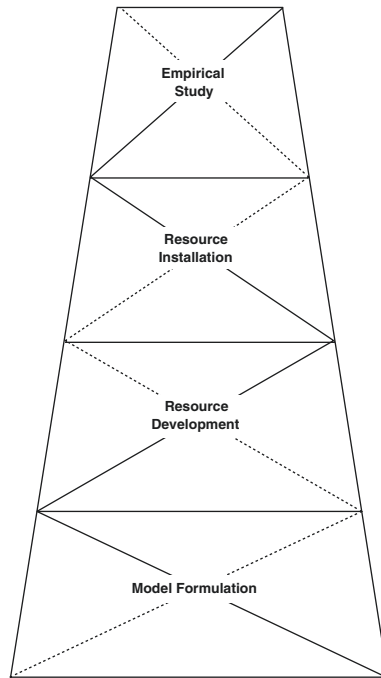 Empirical
Study
Resource
Installation
Resource
Development
Model Formulation